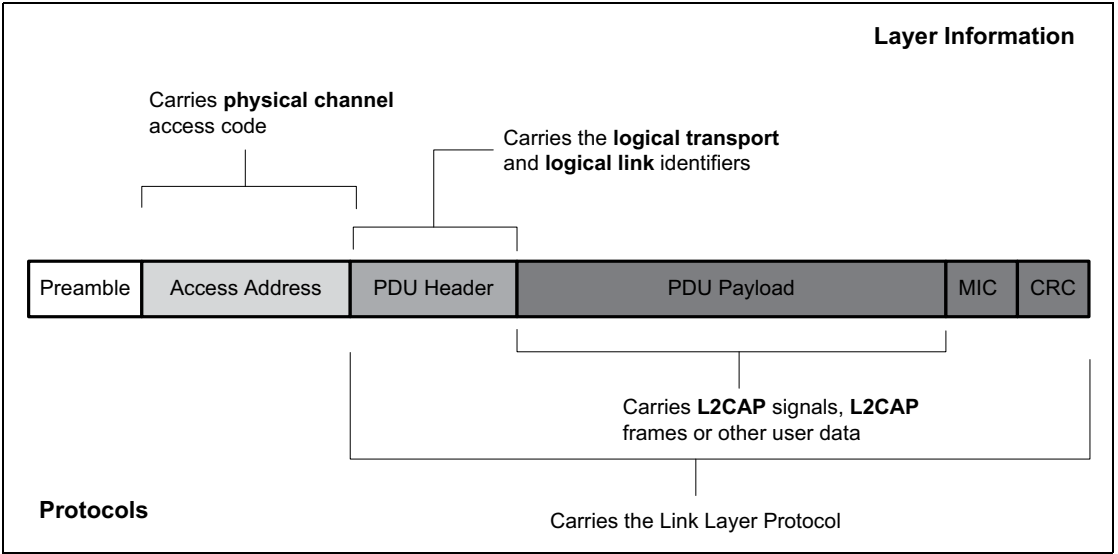 Layer Information
Carries physical channel
access code
Carries the logical transport
and logical link identifiers
Preamble
Access Address
PDU Header
PDU Payload
MIC
CRC
Carries L2CAP signals, L2CAP
frames or other user data
Protocols
Carries the Link Layer Protocol